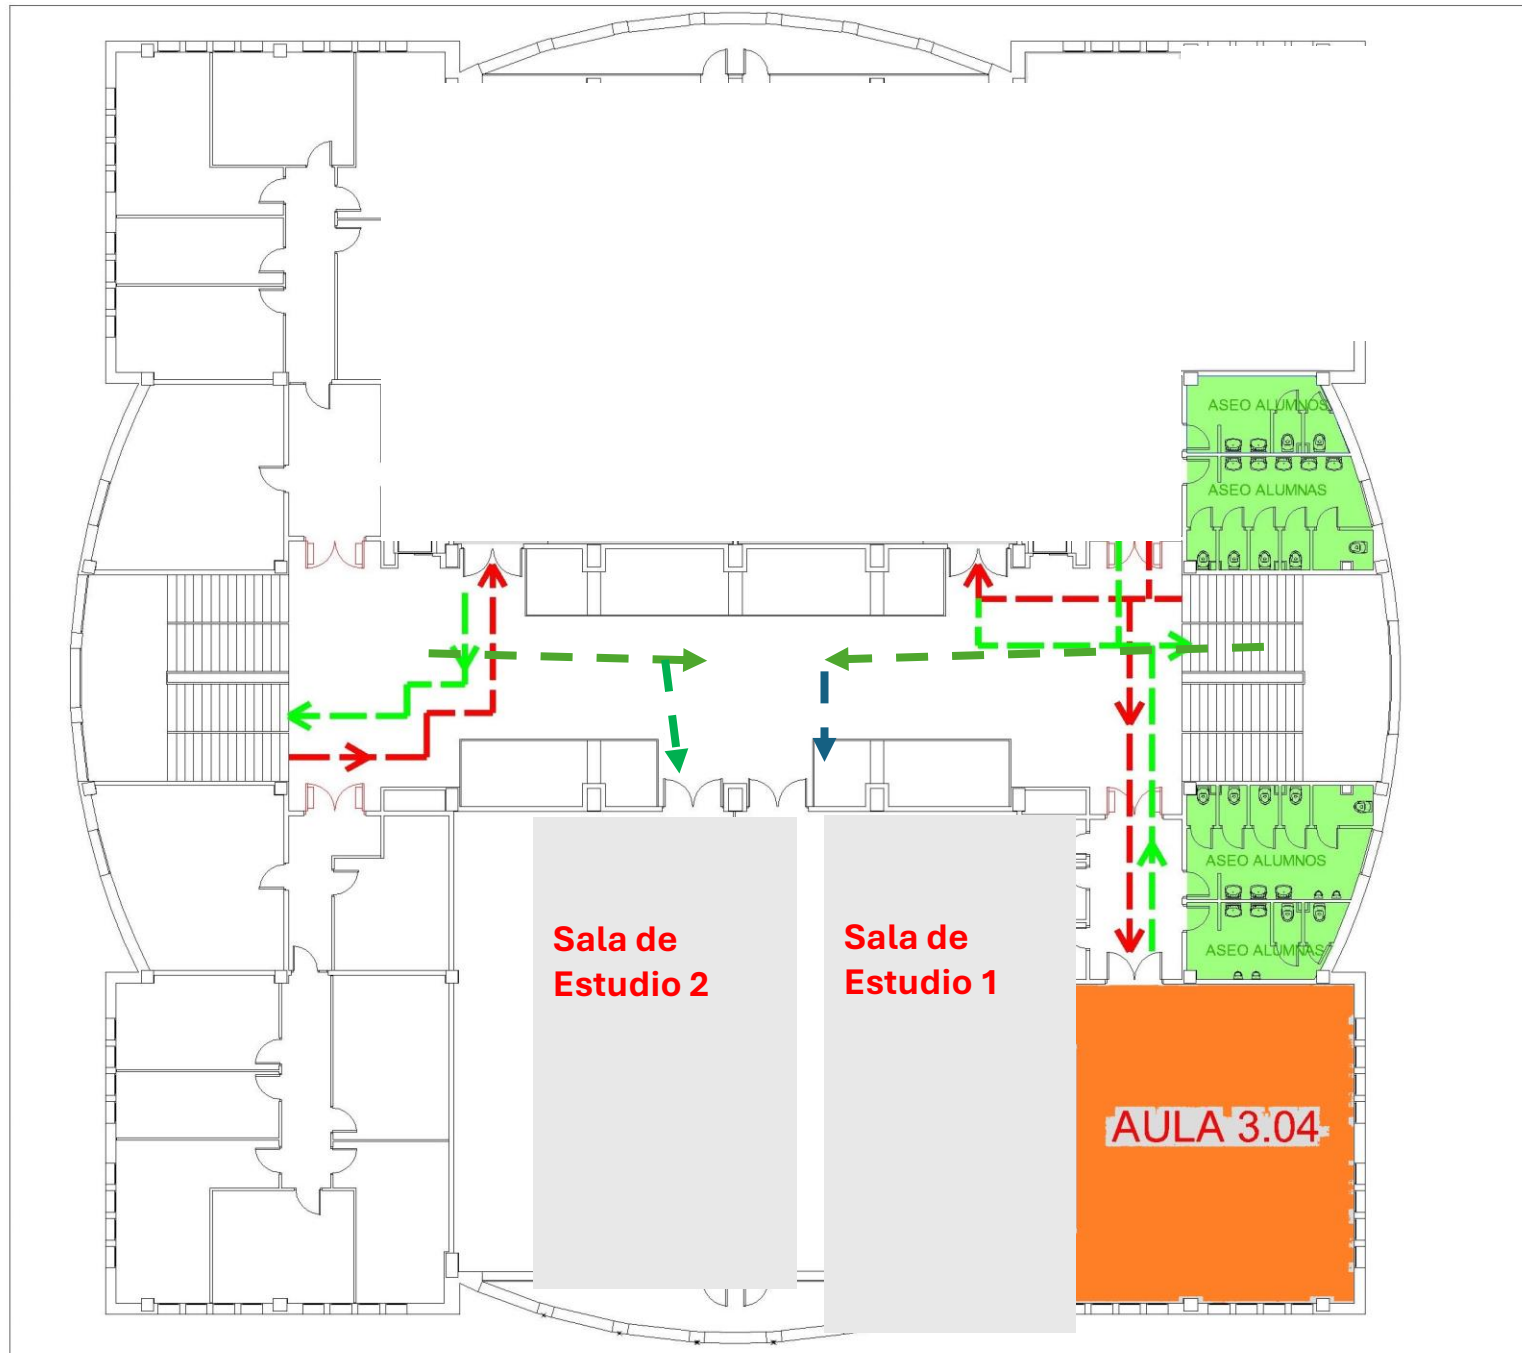 ASEO ALUMNOS
ASEO ALUMNAS
ASEO ALUMNOS
ASEO ALUMNAS
Sala de
Estudio 2
Sala de
Estudio 1
AULA 3.04